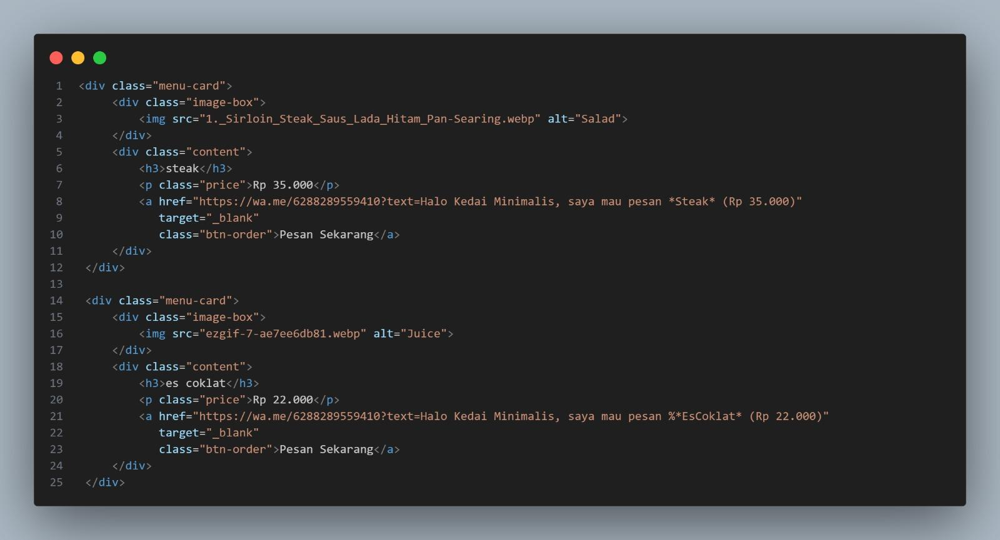 1 <div class="menu-card">
2 <div class="image-box">
3 <img src="1._Sirloin_Steak_Saus_Lada_Hitam_Pan-Searing.webp" alt="Salad">
4 </div>
5 <div class="content">
6 <h3>steak</h3>
7 <p class="price">Rp 35.000</p>
8 <a href="https://wa.me/6288289559410?text=Halo Kedai Minimalis, saya mau pesan *Steak* (Rp 35.000)"
9 target="_blank"
10 class="btn-order">Pesan Sekarang</a>
11 </div>
12 </div>
13
14 <div class="menu-card">
15 <div class="image-box">
16 <img src="ezgif-7-ae7ee6db81.webp" alt="Juice">
17 </div>
18 <div class="content">
19 <h3>es coklat</h3>
20 <p class="price">Rp 22.000</p>
21 <a href="https://wa.me/6288289559410?text=Halo Kedai Minimalis, saya mau pesan %*EsCoklat* (Rp 22.000)"
22 target="_blank"
23 class="btn-order">Pesan Sekarang</a>
24 </div>
25 </div>